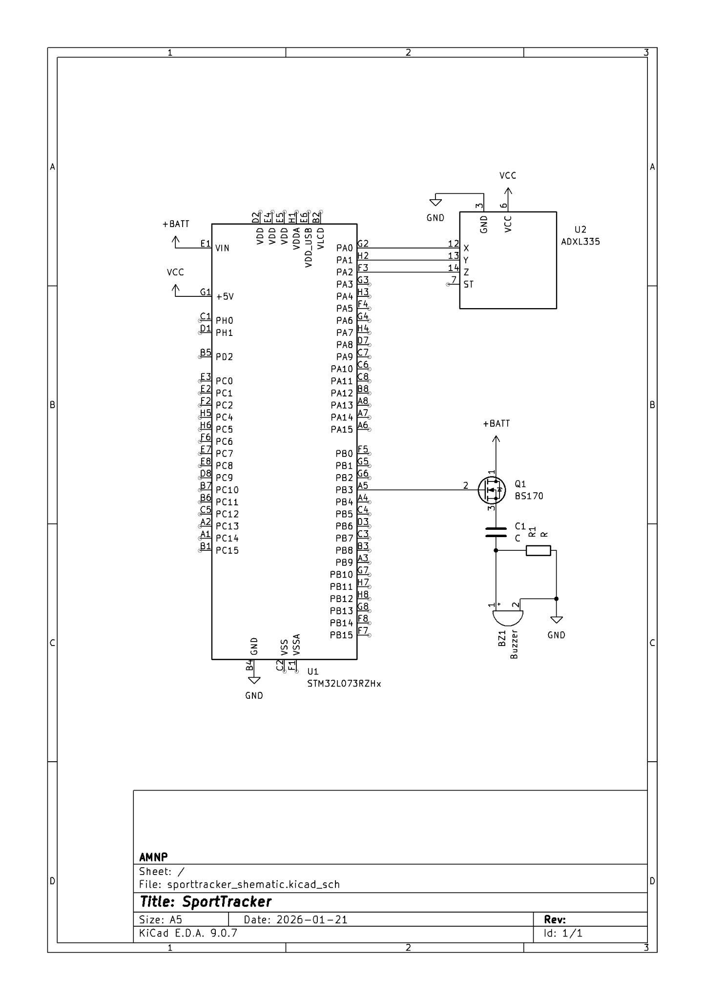 1 2 3
A A
VCC
3 GND
6 VCC
GND
U2
ADXL335
12 X
13 Y
14 Z
7 ST
+BATT
E1 VIN
VCC
G1 +5V
C1 PH0
D1 PH1
B5 PD2
E3 PC0
E2 PC1
F2 PC2
H5 PC4
H6 PC5
F6 PC6
E7 PC7
E8 PC8
D8 PC9
B7 PC10
B6 PC11
C5 PC12
A2 PC13
A1 PC14
B1 PC15
D2 VDD
E4 VDD
E5 VDD
H1 VDDA
E6 VDD_USB
B2 VLCD
PA0 G2
PA1 H2
PA2 F3
PA3 G3
PA4 H3
PA5 F4
PA6 G4
PA7 H4
PA8 D7
PA9 C7
PA10 C6
PA11 C8
PA12 B8
PA13 A8
PA14 A7
PA15 A6
PB0 F5
PB1 G5
PB2 G6
PB3 A5
PB4 A4
PB5 C4
PB6 D3
PB7 C3
PB8 B3
PB9 A3
PB10 G7
PB11 H7
PB12 H8
PB13 G8
PB14 F8
PB15 F7
B4 GND
C2 VSS
F1 VSSA
GND
U1
STM32L073RZHx
B B
+BATT
1
2
3
Q1
BS170
C1
C
R1
R
1 + 2
BZ1
Buzzer
GND
C C
AMNP
Sheet: /
File: sporttracker_shematic.kicad_sch
Title: SportTracker
Size: A5 Date: 2026-01-21 Rev:
KiCad E.D.A. 9.0.7 Id: 1/1
D D
1 2 3